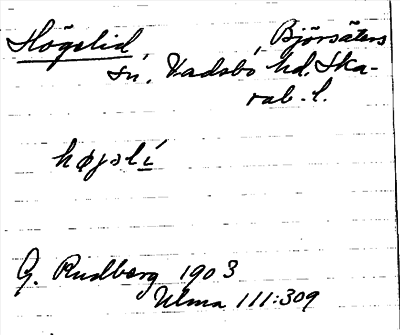 Högslid, Björsäters
sn, Vadsbo hd. Ska-
rab. l.
høgslí
G. Rudberg 1903
Ulma 111:309